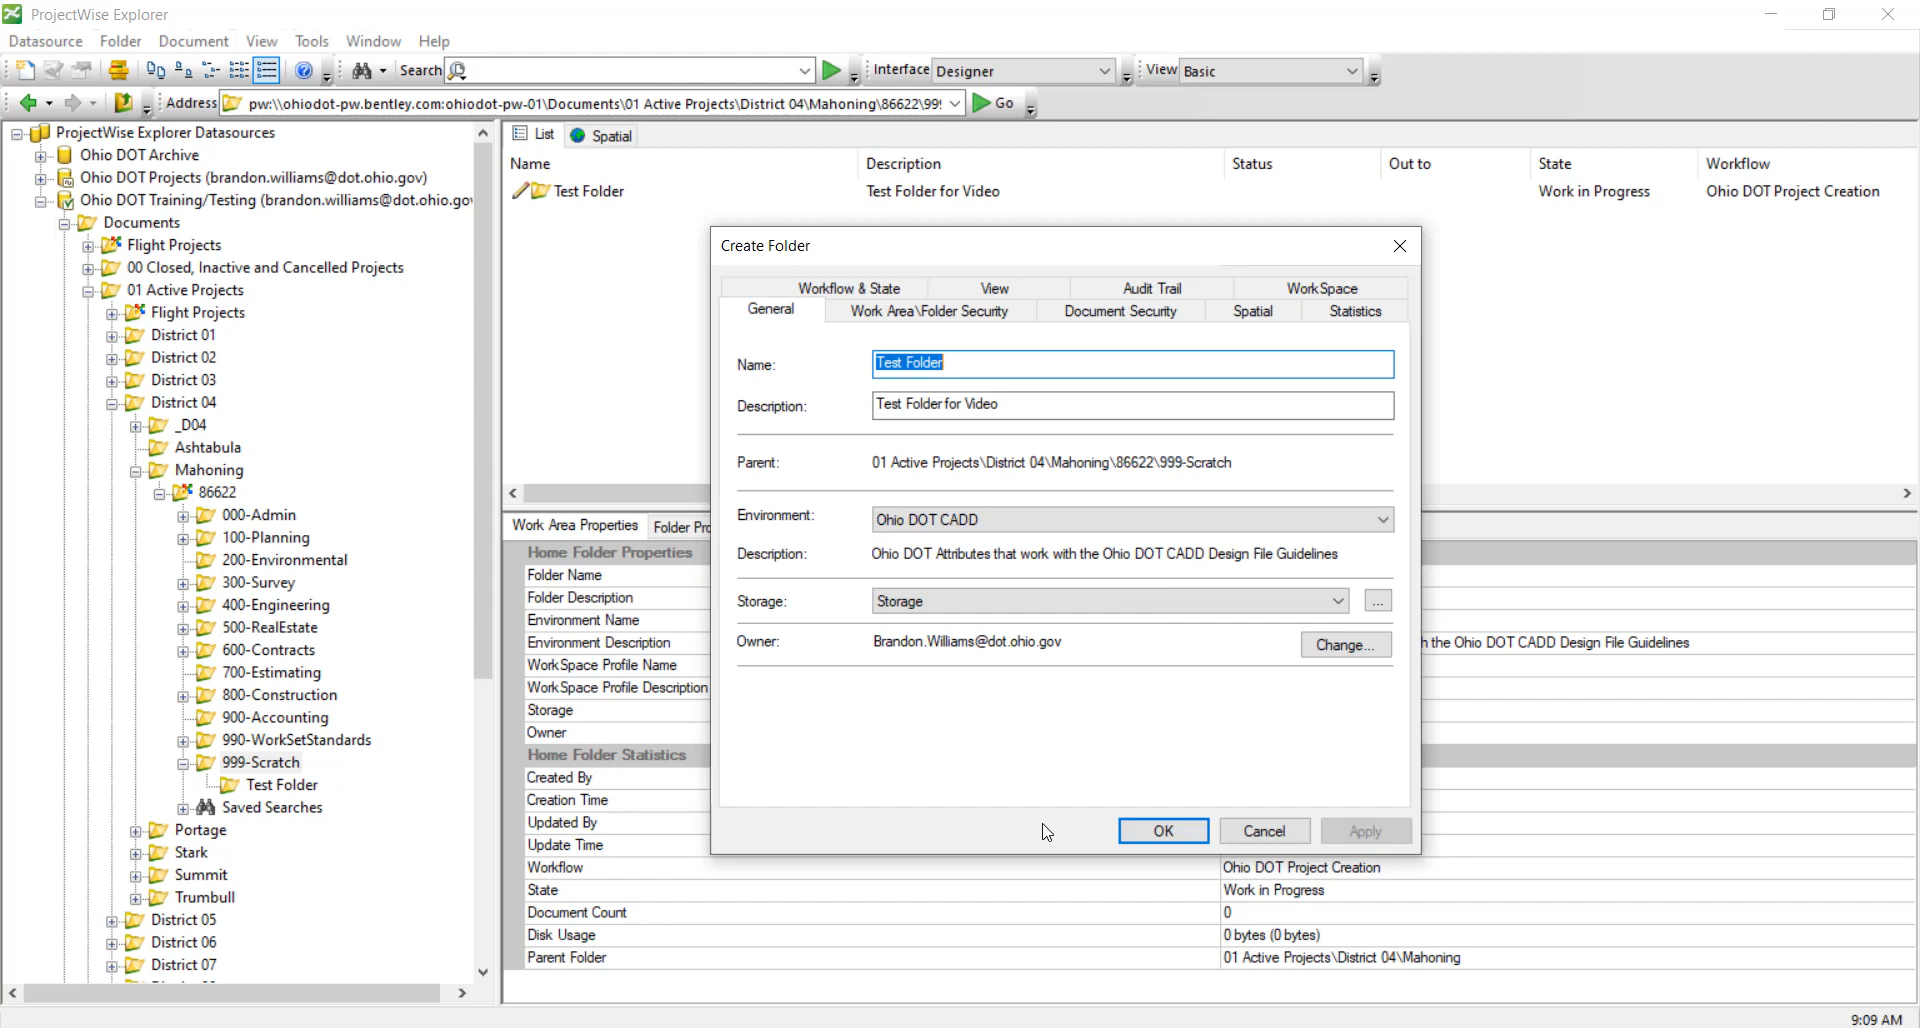 ProjectWise Explorer
Datasource Folder Document View Tools Window Help
Search Interface Designer View Basic
Address pw:\\ohiodot-pw.bentley.com:ohiodot-pw-01\Documents\01 Active Projects\District 04\Mahoning\86622\99! Go
ProjectWise Explorer Datasources
Ohio DOT Archive
Ohio DOT Projects (brandon.williams@dot.ohio.gov)
Ohio DOT Training/Testing (brandon.williams@dot.ohio.gov
Documents
Flight Projects
00 Closed, Inactive and Cancelled Projects
01 Active Projects
Flight Projects
District 01
District 02
District 03
District 04
_D04
Ashtabula
Mahoning
86622
000-Admin
100-Planning
200-Environmental
300-Survey
400-Engineering
500-RealEstate
600-Contracts
700-Estimating
800-Construction
900-Accounting
990-WorkSetStandards
999-Scratch
Test Folder
Saved Searches
Portage
Stark
Summit
Trumbull
District 05
District 06
District 07
List Spatial
Name Description Status Out to State Workflow
Test Folder Test Folder for Video Work in Progress Ohio DOT Project Creation
Create Folder
Workflow & State View Audit Trail WorkSpace
General Work Area\Folder Security Document Security Spatial Statistics
Name: Test Folder
Description: Test Folder for Video
Parent: 01 Active Projects\District 04\Mahoning\86622\999-Scratch
Environment: Ohio DOT CADD
Description: Ohio DOT Attributes that work with the Ohio DOT CADD Design File Guidelines
Storage: Storage ...
Owner: Brandon.Williams@dot.ohio.gov Change...
OK Cancel Apply
Work Area Properties Folder Pro
Home Folder Properties
Folder Name
Folder Description
Environment Name
Environment Description h the Ohio DOT CADD Design File Guidelines
WorkSpace Profile Name
WorkSpace Profile Description
Storage
Owner
Home Folder Statistics
Created By
Creation Time
Updated By
Update Time
Workflow Ohio DOT Project Creation
State Work in Progress
Document Count 0
Disk Usage 0 bytes (0 bytes)
Parent Folder 01 Active Projects\District 04\Mahoning
9:09 AM